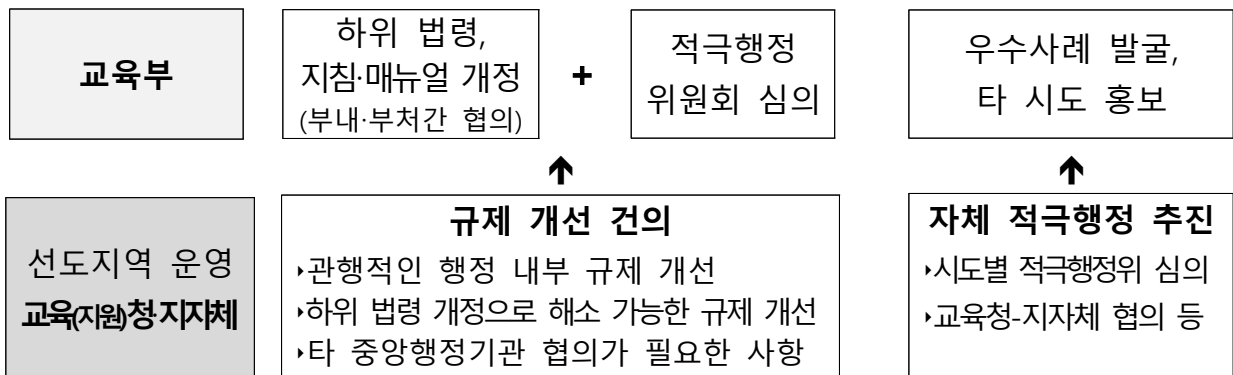 교육부
하위 법령,
지침·매뉴얼 개정
(부내·부처간 협의)
+
적극행정
위원회 심의
우수사례 발굴,
타 시도 홍보
선도지역 운영
교육(지원)청·지자체
규제 개선 건의
‣관행적인 행정 내부 규제 개선
‣하위 법령 개정으로 해소 가능한 규제 개선
‣타 중앙행정기관 협의가 필요한 사항
자체 적극행정 추진
‣시도별 적극행정위 심의
‣교육청-지자체 협의 등